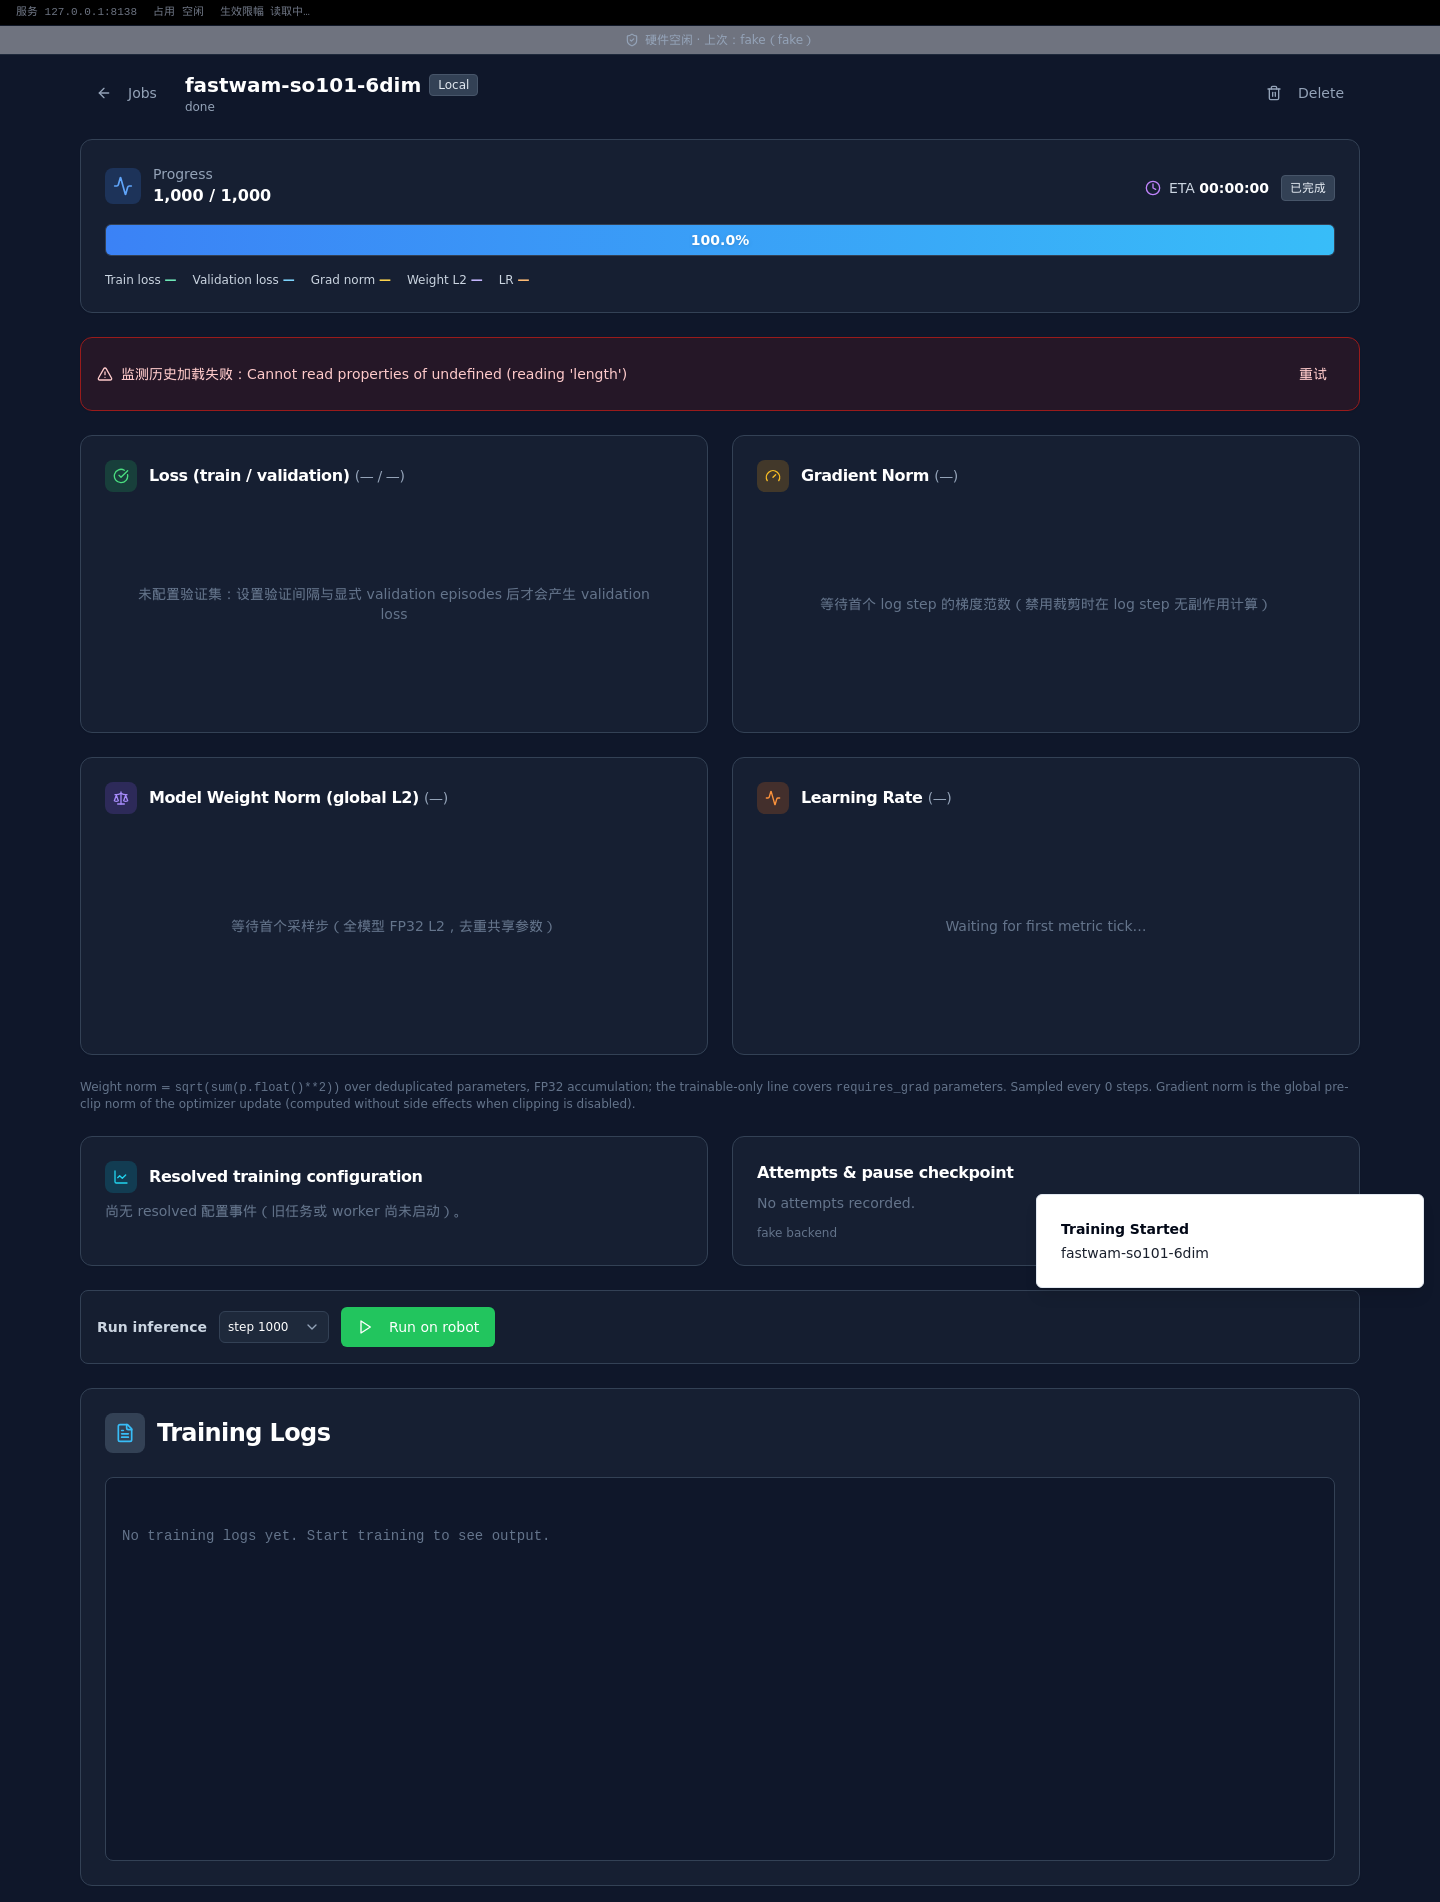 服务 127.0.0.1:8138 占用 空闲 生效限幅 读取中…
硬件空闲 · 上次：fake（fake）
Jobs
fastwam-so101-6dim Local
done
Delete
Progress
1,000 / 1,000
ETA 00:00:00 已完成
100.0%
Train loss — Validation loss — Grad norm — Weight L2 — LR —
监测历史加载失败：Cannot read properties of undefined (reading 'length')
重试
Loss (train / validation) (— / —)
未配置验证集：设置验证间隔与显式 validation episodes 后才会产生 validation
loss
Gradient Norm (—)
等待首个 log step 的梯度范数（禁用裁剪时在 log step 无副作用计算）
Model Weight Norm (global L2) (—)
等待首个采样步（全模型 FP32 L2，去重共享参数）
Learning Rate (—)
Waiting for first metric tick…
Weight norm = sqrt(sum(p.float()**2)) over deduplicated parameters, FP32 accumulation; the trainable-only line covers requires_grad parameters. Sampled every 0 steps. Gradient norm is the global pre-
clip norm of the optimizer update (computed without side effects when clipping is disabled).
Resolved training configuration
尚无 resolved 配置事件（旧任务或 worker 尚未启动）。
Attempts & pause checkpoint
No attempts recorded.
fake backend
Training Started
fastwam-so101-6dim
Run inference step 1000 Run on robot
Training Logs
No training logs yet. Start training to see output.